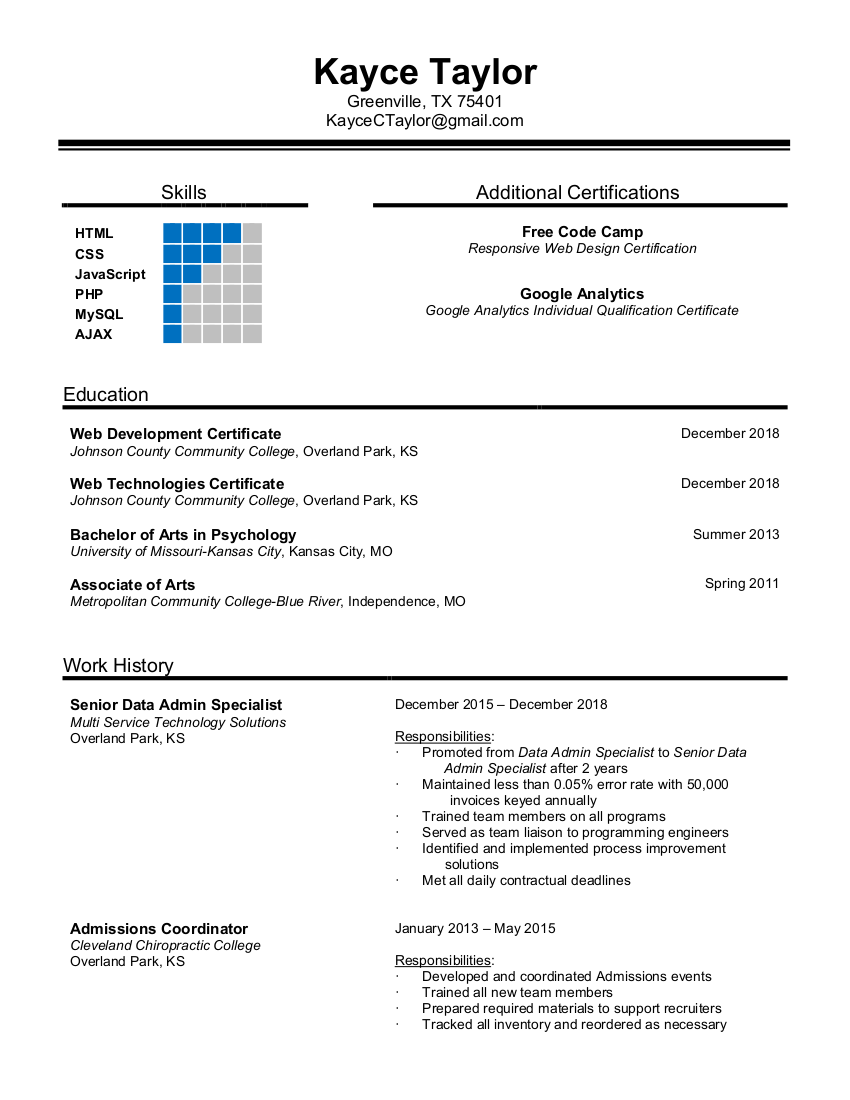 Kayce Taylor
Greenville, TX 75401
KayceCTaylor@gmail.com
Skills
HTML
CSS
JavaScript
PHP
MySQL
AJAX
Additional Certifications
Free Code Camp
Responsive Web Design Certification
Google Analytics
Google Analytics Individual Qualification Certificate
Education
Web Development Certificate December 2018
Johnson County Community College, Overland Park, KS
Web Technologies Certificate December 2018
Johnson County Community College, Overland Park, KS
Bachelor of Arts in Psychology Summer 2013
University of Missouri-Kansas City, Kansas City, MO
Associate of Arts Spring 2011
Metropolitan Community College-Blue River, Independence, MO
Work History
Senior Data Admin Specialist
Multi Service Technology Solutions
Overland Park, KS
December 2015 – December 2018
Responsibilities:
· Promoted from Data Admin Specialist to Senior Data
Admin Specialist after 2 years
· Maintained less than 0.05% error rate with 50,000
invoices keyed annually
· Trained team members on all programs
· Served as team liaison to programming engineers
· Identified and implemented process improvement
solutions
· Met all daily contractual deadlines
Admissions Coordinator
Cleveland Chiropractic College
Overland Park, KS
January 2013 – May 2015
Responsibilities:
· Developed and coordinated Admissions events
· Trained all new team members
· Prepared required materials to support recruiters
· Tracked all inventory and reordered as necessary